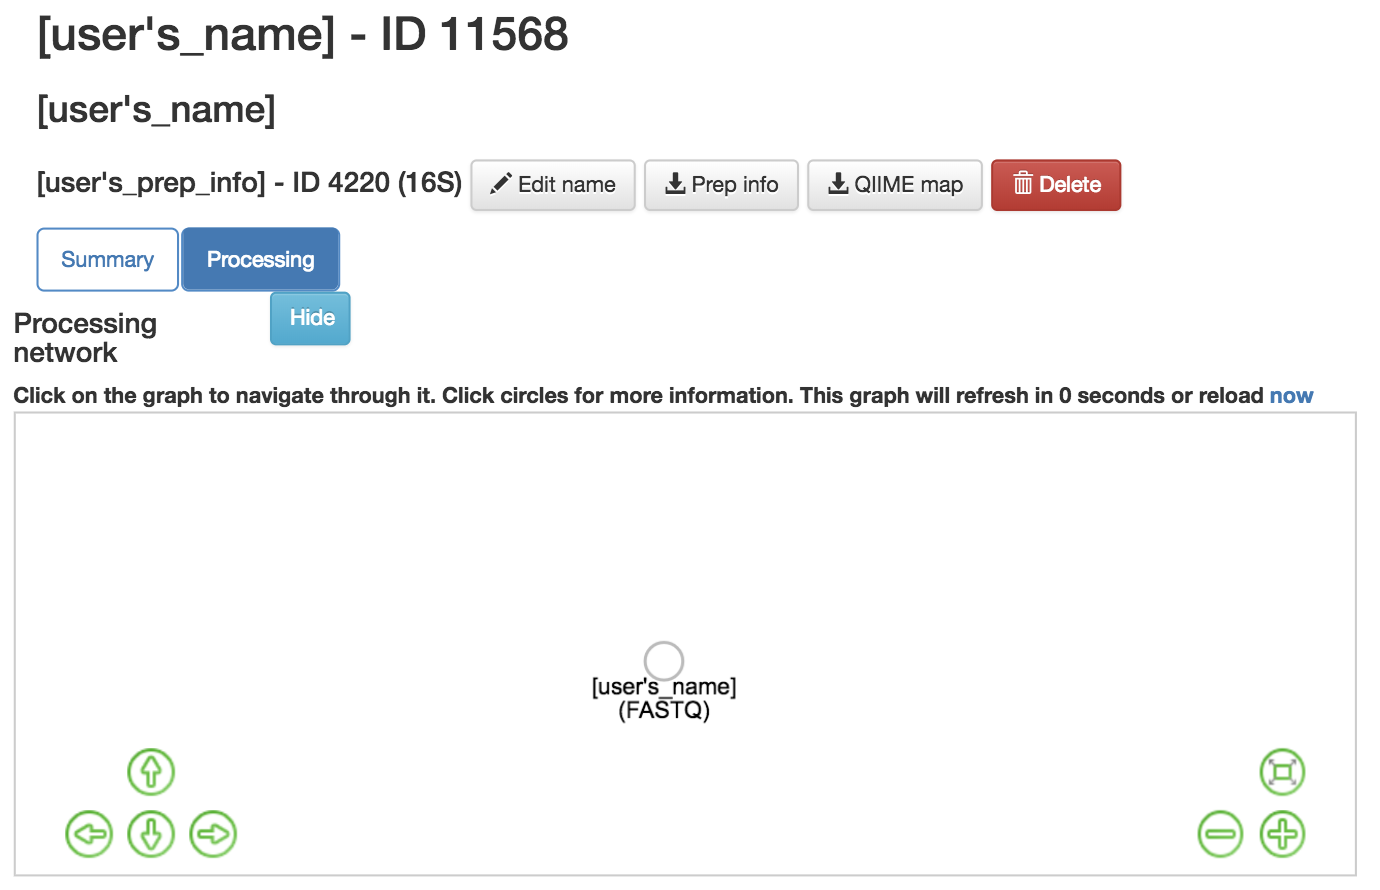 [user's_name] - ID 11568
[user's_name]
[user's_prep_info] - ID 4220 (16S) Edit name Prep info QIIME map Delete
Summary Processing
Hide
Processing
network
Click on the graph to navigate through it. Click circles for more information. This graph will refresh in 0 seconds or reload now
[user's_name]
(FASTQ)